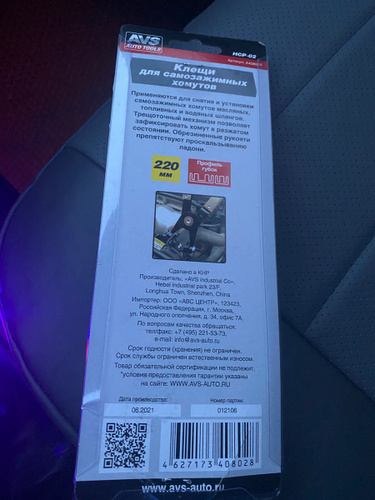 AVS
AUTO TOOLS
HCP-02
Клещи
для самозажимных
хомутов
Применяются для снятия и установки
самозажимных хомутов масляных,
топливных и водяных шлангов.
Трещоточный механизм позволяет
зафиксировать хомут в разжатом
состоянии. Обрезиненные рукояти
препятствуют проскальзыванию
ладони.
220
мм
Профиль
губок
Сделано в КНР.
Производитель: «AVS Industrial Co»,
Hebei industrial park 23/F,
Longhua Town, Shenzhen, China
Импортер: ООО «АВС ЦЕНТР», 123423,
Российская Федерация, г. Москва,
ул. Народного ополчения, д. 34, офис 7А.
По вопросам качества обращаться:
тел/факс: +7 (495) 221-53-73.
e-mail: info@avs-auto.ru
Срок годности (хранения) не ограничен.
Срок службы ограничен естественным износом.
Товар обязательной сертификации не подлежит.
*условия предоставления гарантии указаны
на сайте: WWW.AVS-AUTO.RU
Дата производства:
Номер партии:
06.2021
012106
4 627173 408028
www.avs-auto.ru